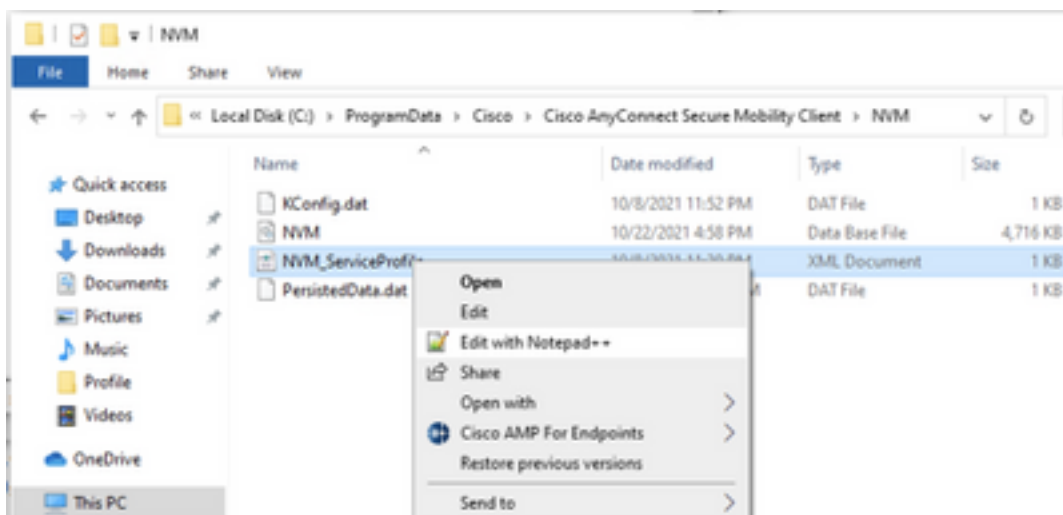 NVM
File Home Share View
« Local Disk (C:) › ProgramData › Cisco › Cisco AnyConnect Secure Mobility Client › NVM
Name Date modified Type Size
Quick access
Desktop
Downloads
Documents
Pictures
Music
Profile
Videos
OneDrive
This PC
KConfig.dat 10/8/2021 11:52 PM DAT File 1 KB
NVM 10/22/2021 4:58 PM Data Base File 4,716 KB
NVM_ServiceProfile XML Document 1 KB
PersistedData.dat DAT File 1 KB
Open
Edit
Edit with Notepad++
Share
Open with
Cisco AMP For Endpoints
Restore previous versions
Send to